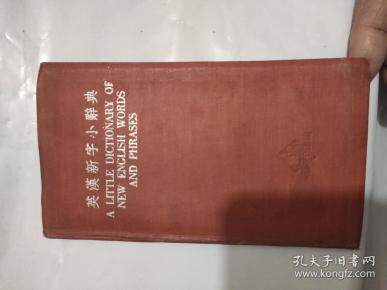 英漢新字小辭典
A LITTLE DICTIONARY OF
NEW ENGLISH WORDS
AND PHRASES
孔夫子旧书网
www.kongfz.com